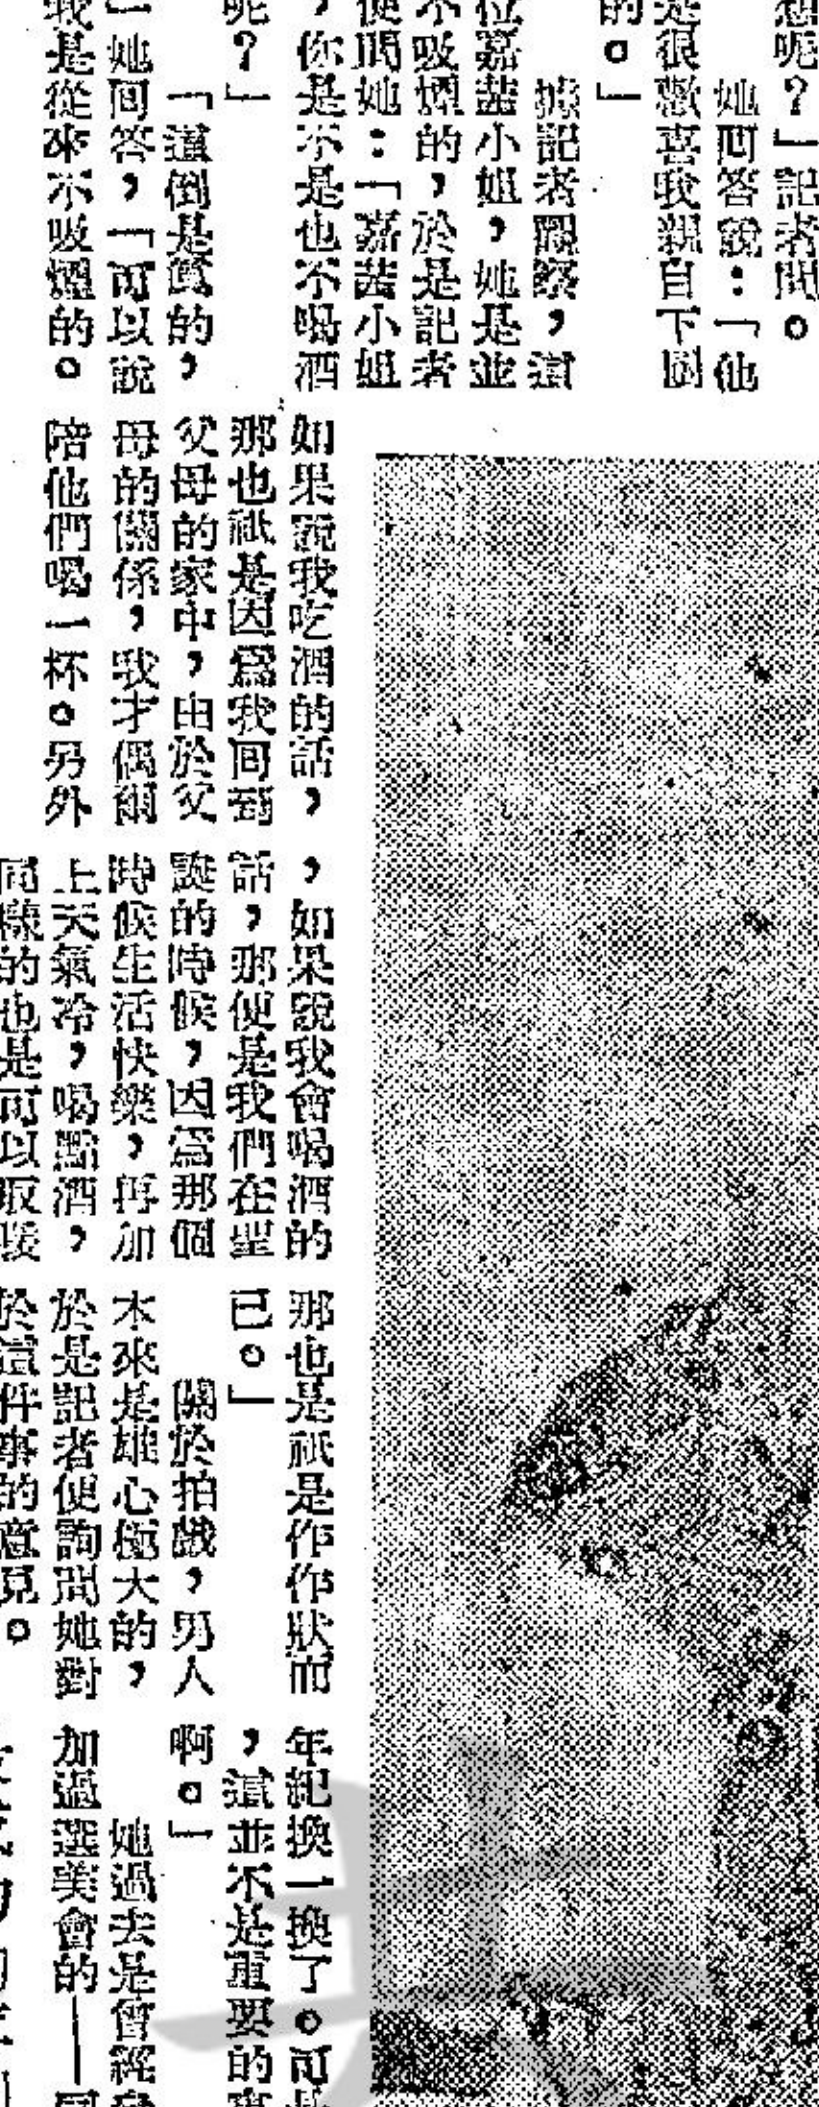 想呢？」記者問。
她回答說：「他
是很歡喜我親自下廚
的。」
據記者觀察，這
位嘉茜小姐，她是並
不吸煙的，於是記者
便問她：「嘉茜小姐
，你是不是也不喝酒
呢？」
「這倒是真的，
」她回答，「可以說
我是從來不吸煙的。
如果說我吃酒的話，
那也祇是因為我回到
父母的家中，由於父
母的關係，我才偶爾
陪他們喝一杯。另外
，如果說我會喝酒的
話，那便是我們在聖
誕的時候，因為那個
時候生活快樂，再加
上天氣冷，喝點酒，
同樣的也是可以取暖
那也是祇是作作狀而
已。」
關於拍戲，男人
本來是雄心極大的，
於是記者便詢問她對
於這件事的意見。
年紀換一換了。可
，這並不是重要的
啊。」
她過去是曾經
加過選美會的——